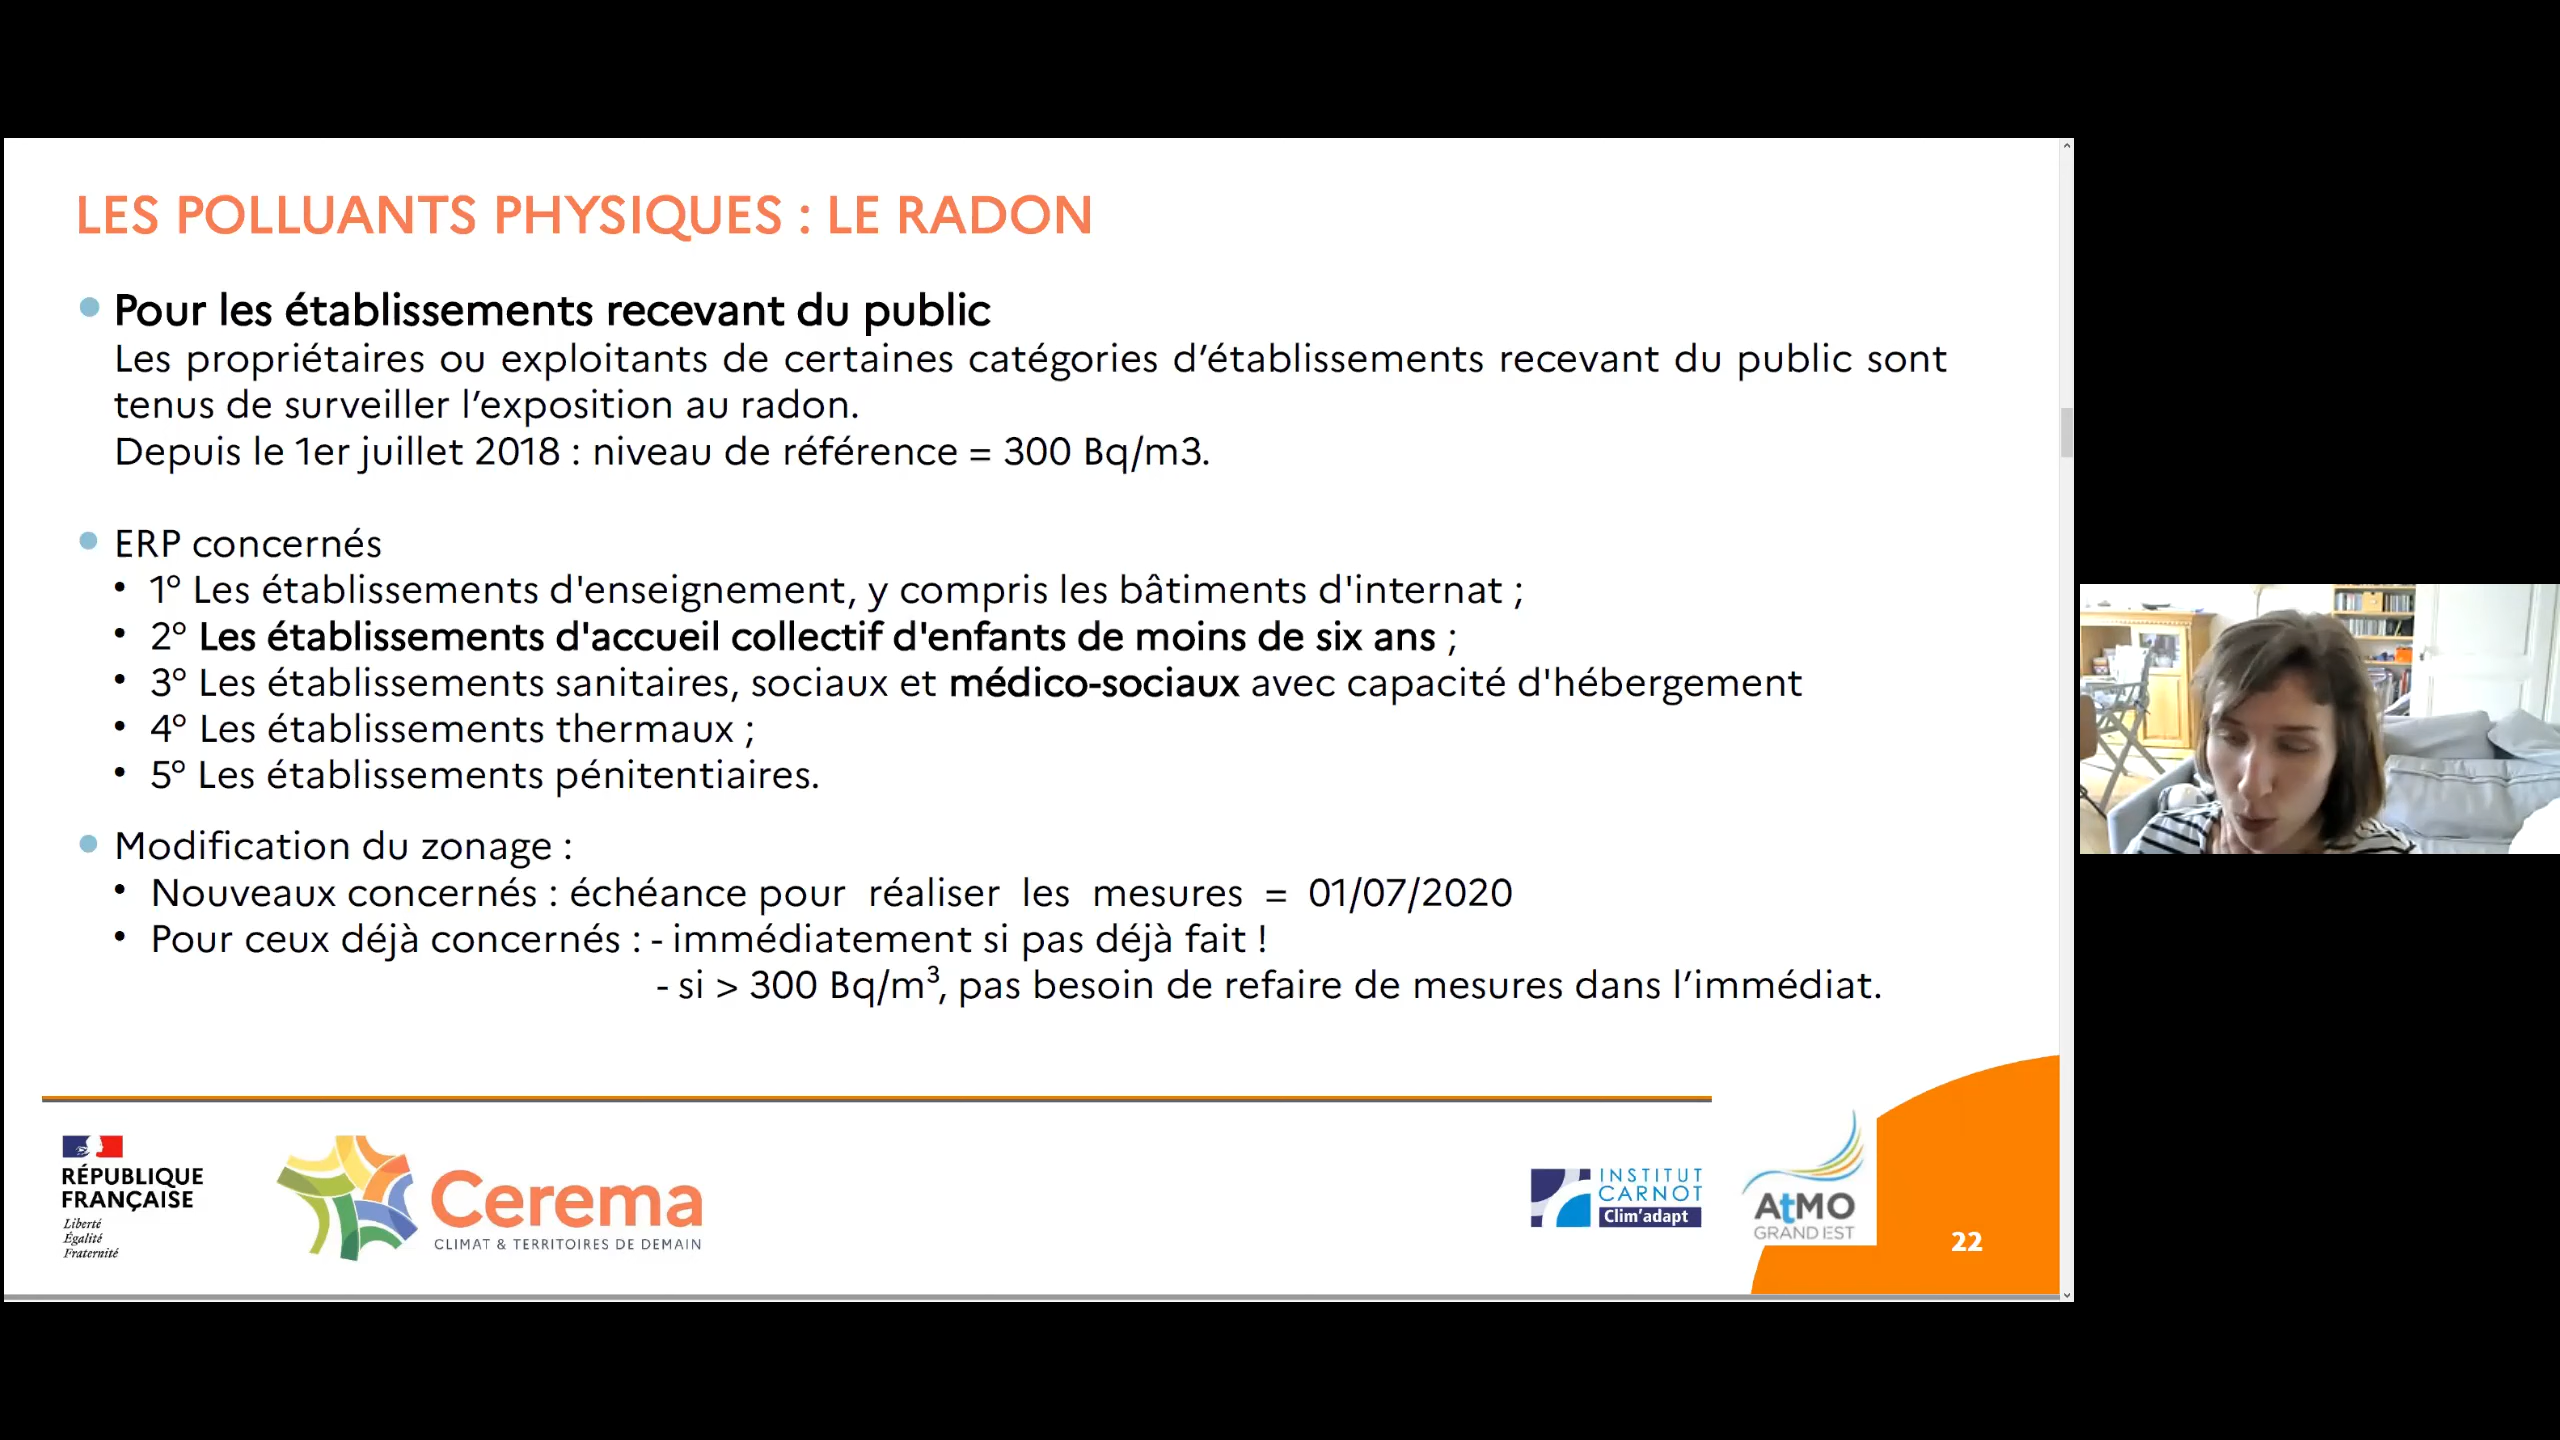 LES POLLUANTS PHYSIQUES : LE RADON
Pour les établissements recevant du public
Les propriétaires ou exploitants de certaines catégories d’établissements recevant du public sont
tenus de surveiller l’exposition au radon.
Depuis le 1er juillet 2018 : niveau de référence = 300 Bq/m3.
ERP concernés
• 1° Les établissements d'enseignement, y compris les bâtiments d'internat ;
• 2° Les établissements d'accueil collectif d'enfants de moins de six ans ;
• 3° Les établissements sanitaires, sociaux et médico-sociaux avec capacité d'hébergement
• 4° Les établissements thermaux ;
• 5° Les établissements pénitentiaires.
Modification du zonage :
• Nouveaux concernés : échéance pour réaliser les mesures = 01/07/2020
• Pour ceux déjà concernés : - immédiatement si pas déjà fait !
- si > 300 Bq/m³, pas besoin de refaire de mesures dans l’immédiat.
RÉPUBLIQUE
FRANÇAISE
Liberté
Égalité
Fraternité
Cerema
CLIMAT & TERRITOIRES DE DEMAIN
INSTITUT
CARNOT
Clim’adapt
AtMO
GRAND EST
22